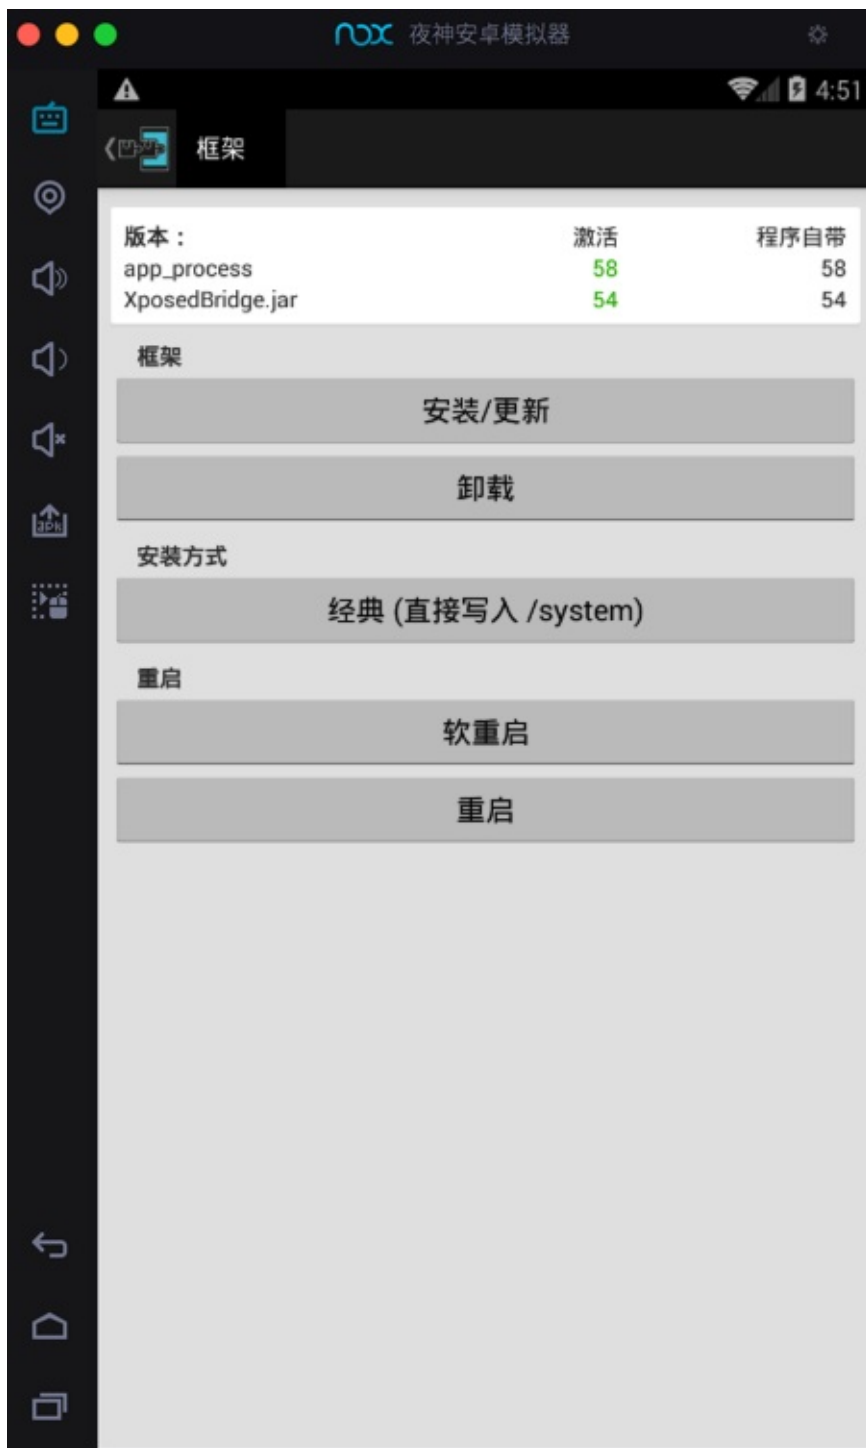 nox 夜神安卓模拟器
4:51
框架
版本： 激活 程序自带
app_process 58 58
XposedBridge.jar 54 54
框架
安装/更新
卸载
安装方式
经典 (直接写入 /system)
重启
软重启
重启
apk